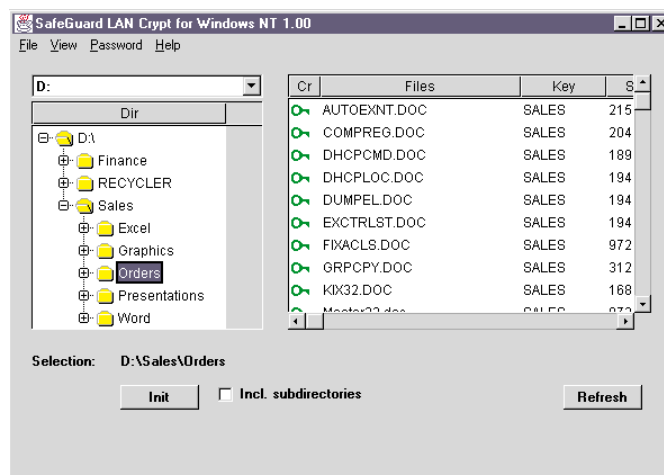 SafeGuard LAN Crypt for Windows NT 1.00
File View Password Help
D:
Dir
D:\
Finance
RECYCLER
Sales
Excel
Graphics
Orders
Presentations
Word
Cr Files Key S
AUTOEXNT.DOC SALES 215
COMPREG.DOC SALES 204
DHCPCMD.DOC SALES 189
DHCPLOC.DOC SALES 194
DUMPEL.DOC SALES 194
EXCTRLST.DOC SALES 194
FIXACLS.DOC SALES 972
GRPCPY.DOC SALES 312
KIX32.DOC SALES 168
SALES
Selection: D:\Sales\Orders
Init Incl. subdirectories Refresh